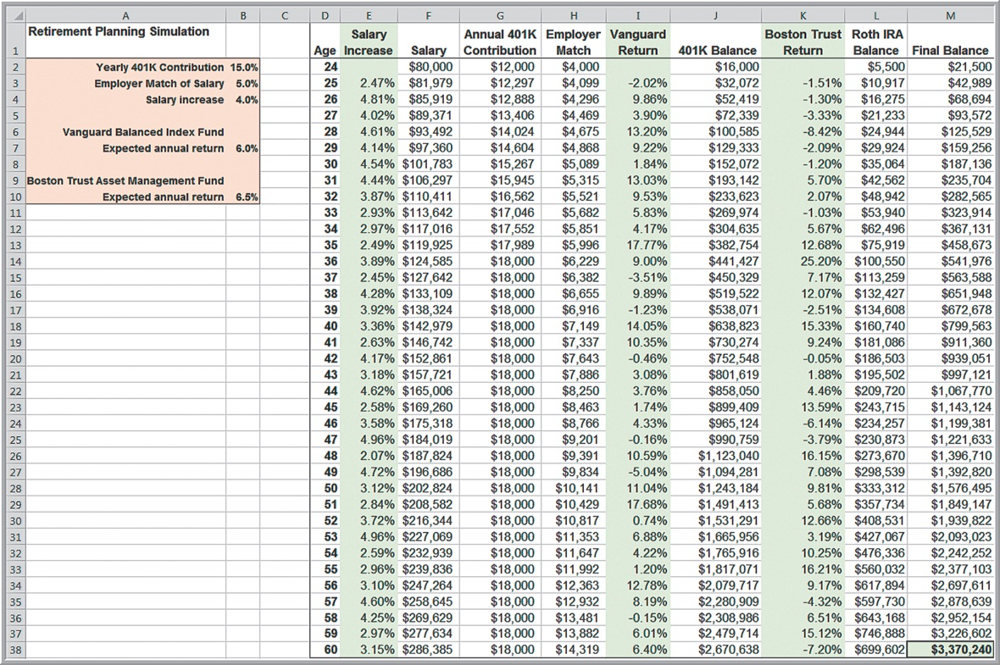 A B C D E F G H I J K L M
Retirement Planning Simulation
Salary Annual 401K Employer Vanguard Boston Trust Roth IRA
1 Age Increase Salary Contribution Match Return 401K Balance Return Balance Final Balance
2 Yearly 401K Contribution 15.0% 24 $80,000 $12,000 $4,000 $16,000 $5,500 $21,500
3 Employer Match of Salary 5.0% 25 2.47% $81,979 $12,297 $4,099 -2.02% $32,072 -1.51% $10,917 $42,989
4 Salary increase 4.0% 26 4.81% $85,919 $12,888 $4,296 9.86% $52,419 -1.30% $16,275 $68,694
5 27 4.02% $89,371 $13,406 $4,469 3.90% $72,339 -3.33% $21,233 $93,572
6 Vanguard Balanced Index Fund 28 4.61% $93,492 $14,024 $4,675 13.20% $100,585 -8.42% $24,944 $125,529
7 Expected annual return 6.0% 29 4.14% $97,360 $14,604 $4,868 9.22% $129,333 -2.09% $29,924 $159,256
8 30 4.54% $101,783 $15,267 $5,089 1.84% $152,072 -1.20% $35,064 $187,136
9 Boston Trust Asset Management Fund 31 4.44% $106,297 $15,945 $5,315 13.03% $193,142 5.70% $42,562 $235,704
10 Expected annual return 6.5% 32 3.87% $110,411 $16,562 $5,521 9.53% $233,623 2.07% $48,942 $282,565
11 33 2.93% $113,642 $17,046 $5,682 5.83% $269,974 -1.03% $53,940 $323,914
12 34 2.97% $117,016 $17,552 $5,851 4.17% $304,635 5.67% $62,496 $367,131
13 35 2.49% $119,925 $17,989 $5,996 17.77% $382,754 12.68% $75,919 $458,673
14 36 3.89% $124,585 $18,000 $6,229 9.00% $441,427 25.20% $100,550 $541,976
15 37 2.45% $127,642 $18,000 $6,382 -3.51% $450,329 7.17% $113,259 $563,588
16 38 4.28% $133,109 $18,000 $6,655 9.89% $519,522 12.07% $132,427 $651,948
17 39 3.92% $138,324 $18,000 $6,916 -1.23% $538,071 -2.51% $134,608 $672,678
18 40 3.36% $142,979 $18,000 $7,149 14.05% $638,823 15.33% $160,740 $799,563
19 41 2.63% $146,742 $18,000 $7,337 10.35% $730,274 9.24% $181,086 $911,360
20 42 4.17% $152,861 $18,000 $7,643 -0.46% $752,548 -0.05% $186,503 $939,051
21 43 3.18% $157,721 $18,000 $7,886 3.08% $801,619 1.88% $195,502 $997,121
22 44 4.62% $165,006 $18,000 $8,250 3.76% $858,050 4.46% $209,720 $1,067,770
23 45 2.58% $169,260 $18,000 $8,463 1.74% $899,409 13.59% $243,715 $1,143,124
24 46 3.58% $175,318 $18,000 $8,766 4.33% $965,124 -6.14% $234,257 $1,199,381
25 47 4.96% $184,019 $18,000 $9,201 -0.16% $990,759 -3.79% $230,873 $1,221,633
26 48 2.07% $187,824 $18,000 $9,391 10.59% $1,123,040 16.15% $273,670 $1,396,710
27 49 4.72% $196,686 $18,000 $9,834 -5.04% $1,094,281 7.08% $298,539 $1,392,820
28 50 3.12% $202,824 $18,000 $10,141 11.04% $1,243,184 9.81% $333,312 $1,576,495
29 51 2.84% $208,582 $18,000 $10,429 17.68% $1,491,413 5.68% $357,734 $1,849,147
30 52 3.72% $216,344 $18,000 $10,817 0.74% $1,531,291 12.66% $408,531 $1,939,822
31 53 4.96% $227,069 $18,000 $11,353 6.88% $1,665,956 3.19% $427,067 $2,093,023
32 54 2.59% $232,939 $18,000 $11,647 4.22% $1,765,916 10.25% $476,336 $2,242,252
33 55 2.96% $239,836 $18,000 $11,992 1.20% $1,817,071 16.21% $560,032 $2,377,103
34 56 3.10% $247,264 $18,000 $12,363 12.78% $2,079,717 9.17% $617,894 $2,697,611
35 57 4.60% $258,645 $18,000 $12,932 8.19% $2,280,909 -4.32% $597,730 $2,878,639
36 58 4.25% $269,629 $18,000 $13,481 -0.15% $2,308,986 6.51% $643,168 $2,952,154
37 59 2.97% $277,634 $18,000 $13,882 6.01% $2,479,714 15.12% $746,888 $3,226,602
38 60 3.15% $286,385 $18,000 $14,319 6.40% $2,670,638 -7.20% $699,602 $3,370,240